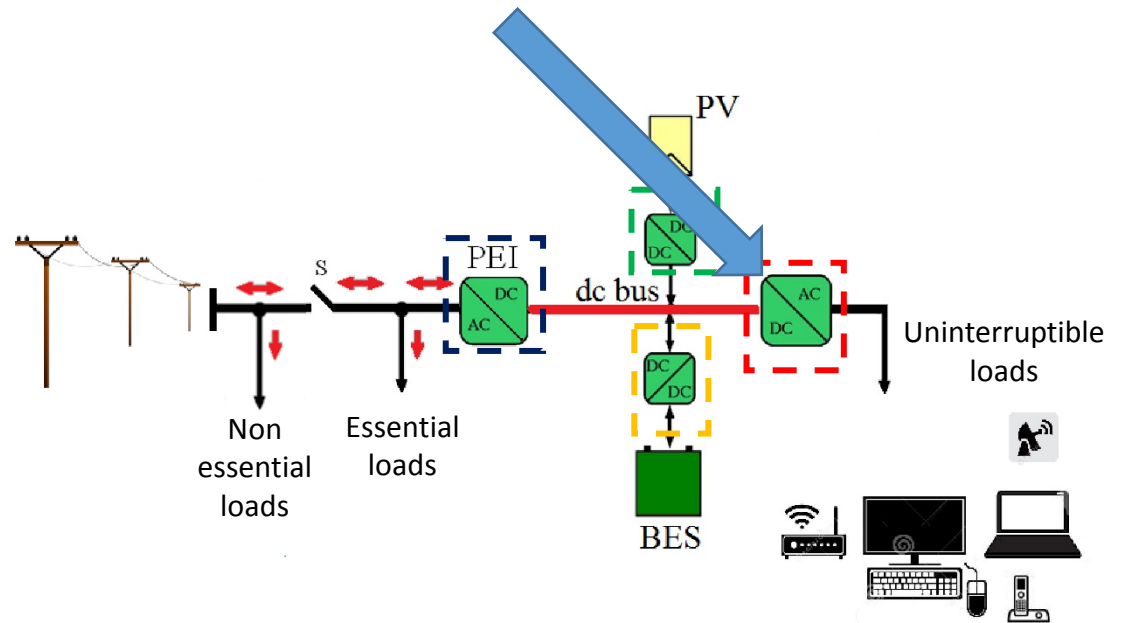 PV
DC
DC
S
PEI
DC
AC
dc bus
AC
DC
Uninterruptible
loads
DC
DC
Non
essential
loads
Essential
loads
BES